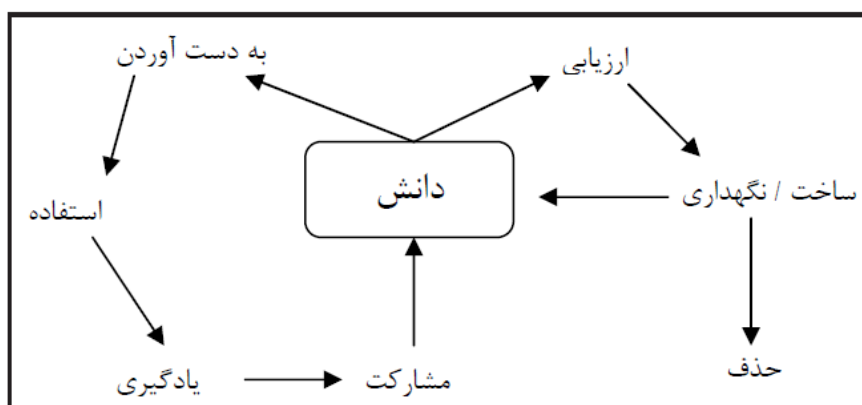 ارزیابی
به دست آوردن
ساخت / نگهداری
دانش
استفاده
حذف
مشارکت
یادگیری